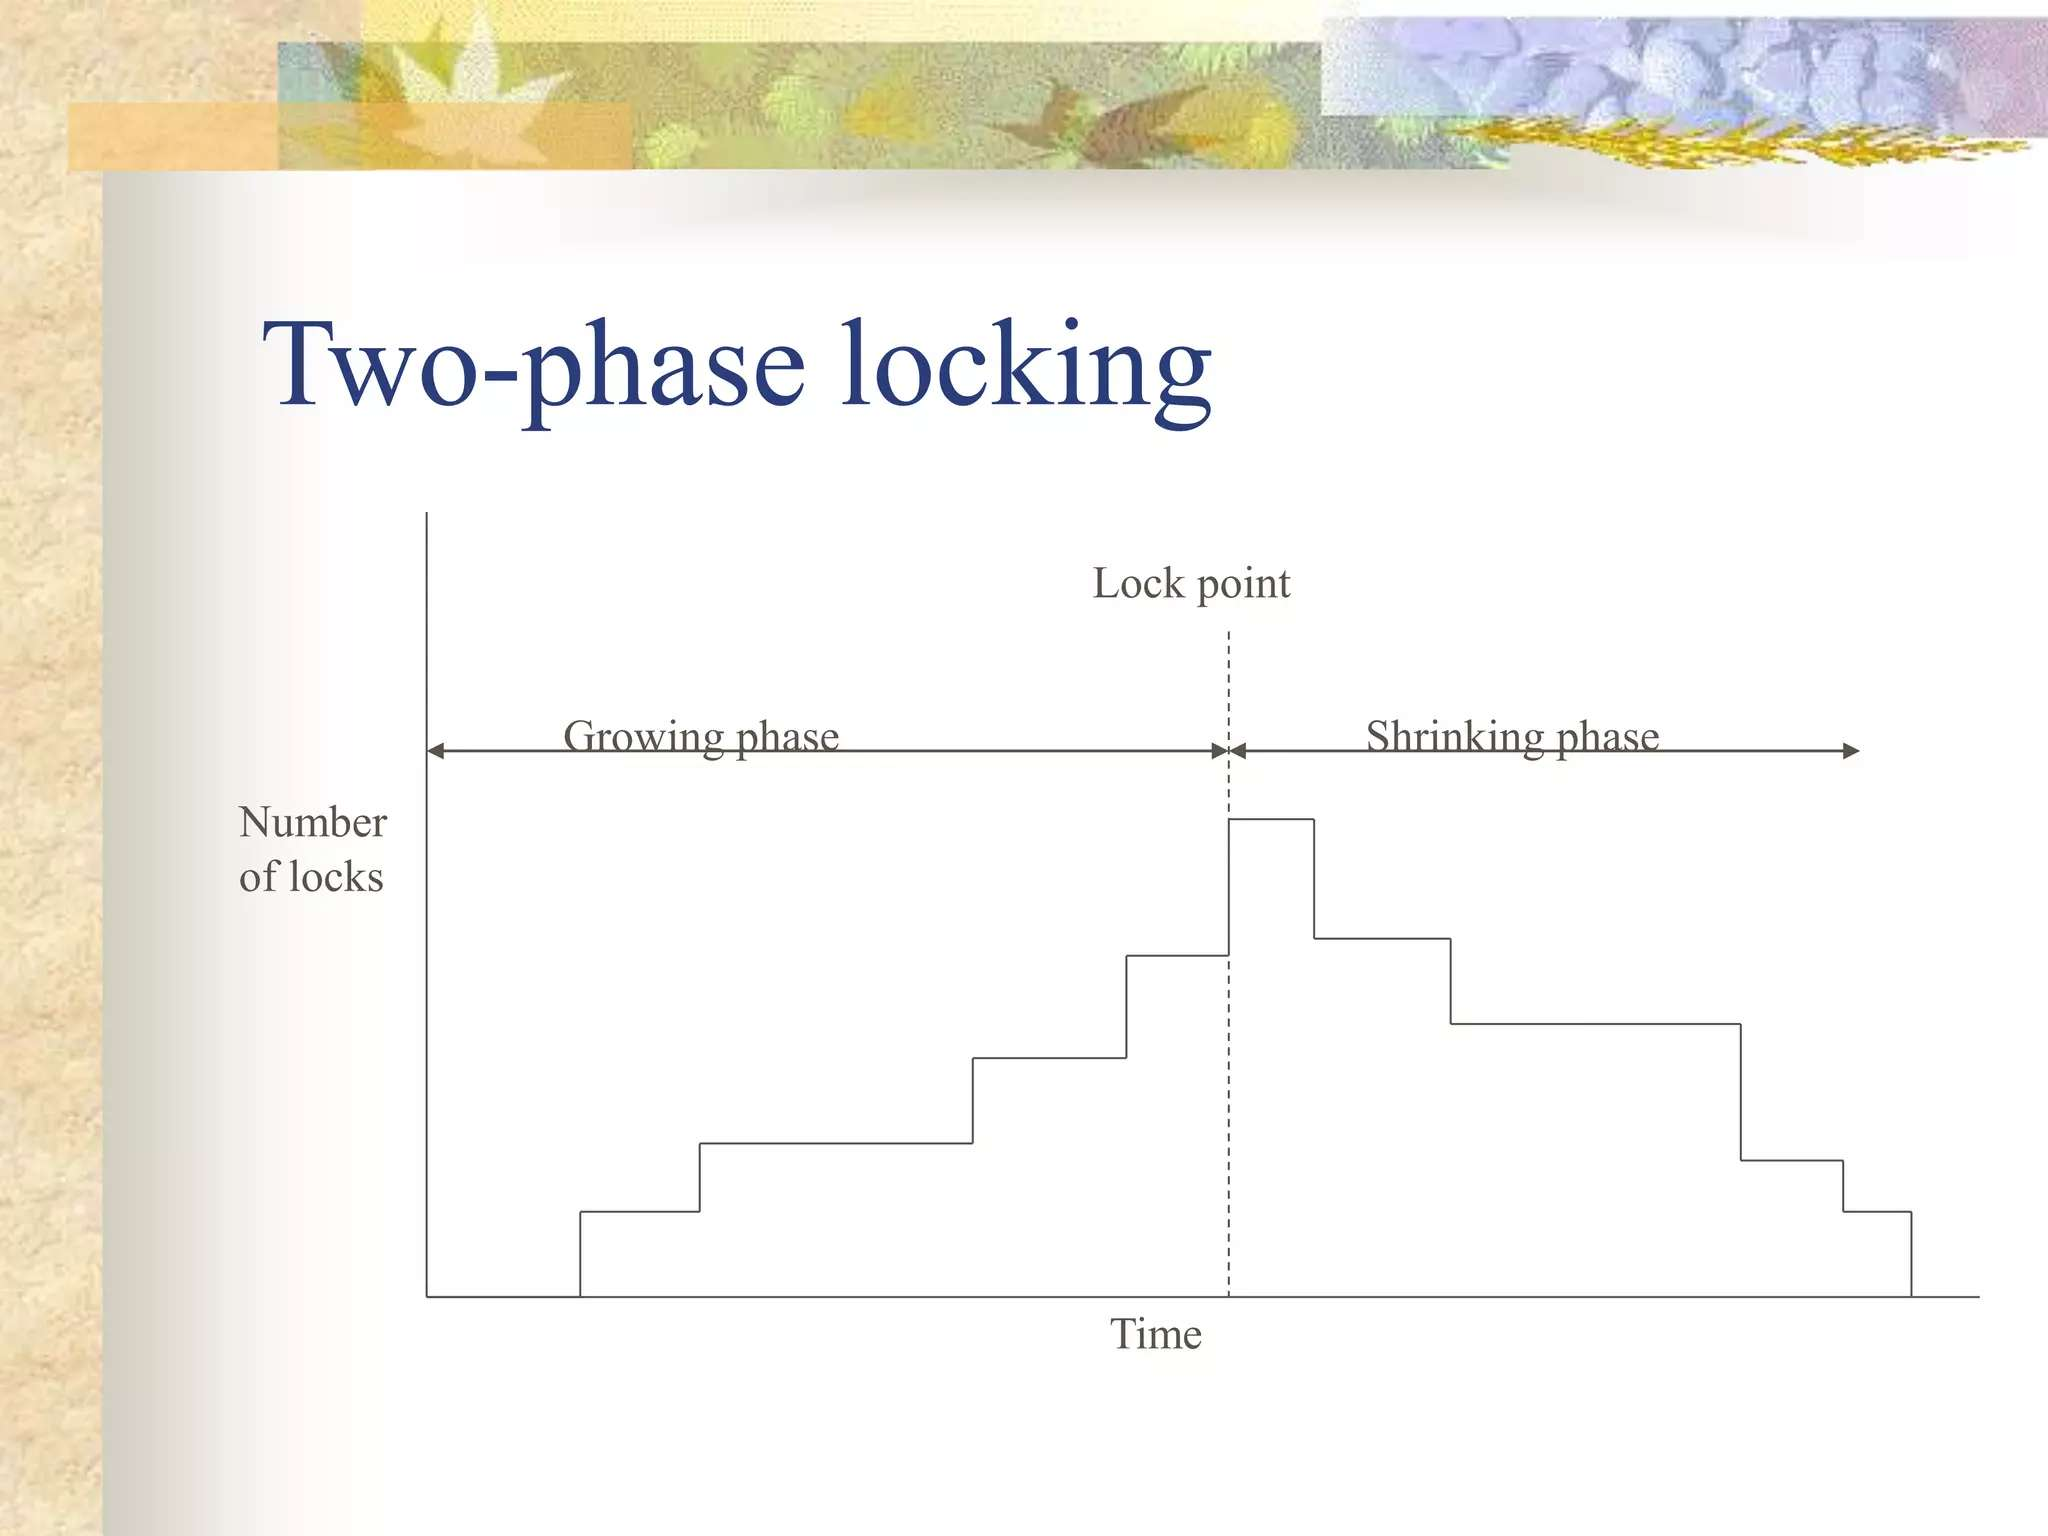 Two-phase locking
Lock point
Growing phase
Shrinking phase
Number
of locks
Time